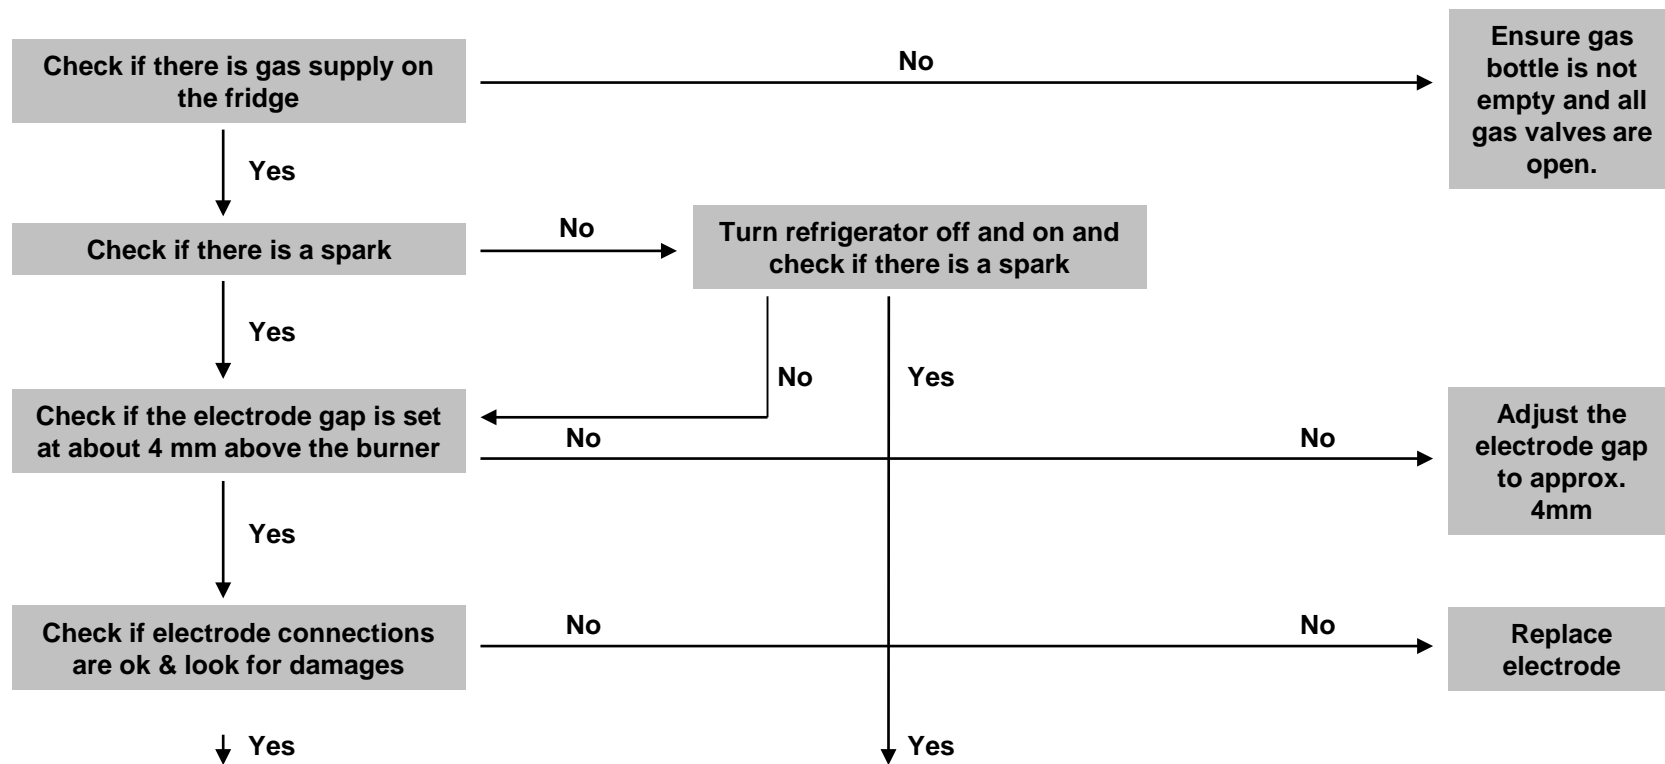 Check if there is gas supply on
the fridge
No
Ensure gas
bottle is not
empty and all
gas valves are
open.
Yes
Check if there is a spark
No
Turn refrigerator off and on and
check if there is a spark
Yes
No
Yes
Check if the electrode gap is set
at about 4 mm above the burner
No
No
Adjust the
electrode gap
to approx.
4mm
Yes
Check if electrode connections
are ok & look for damages
No
No
Replace
electrode
Yes
Yes